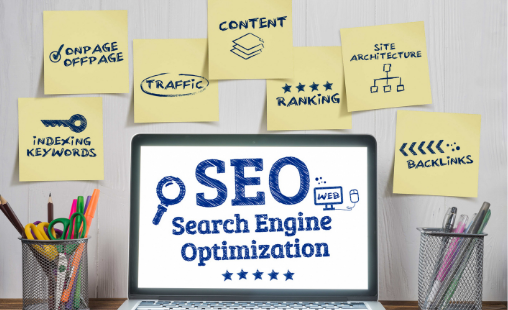 ONPAGE
OFFPAGE
TRAFFIC
CONTENT
RANKING
SITE
ARCHITECTURE
INDEXING
KEYWORDS
BACKLINKS
SEO
WEB
Search Engine
Optimization